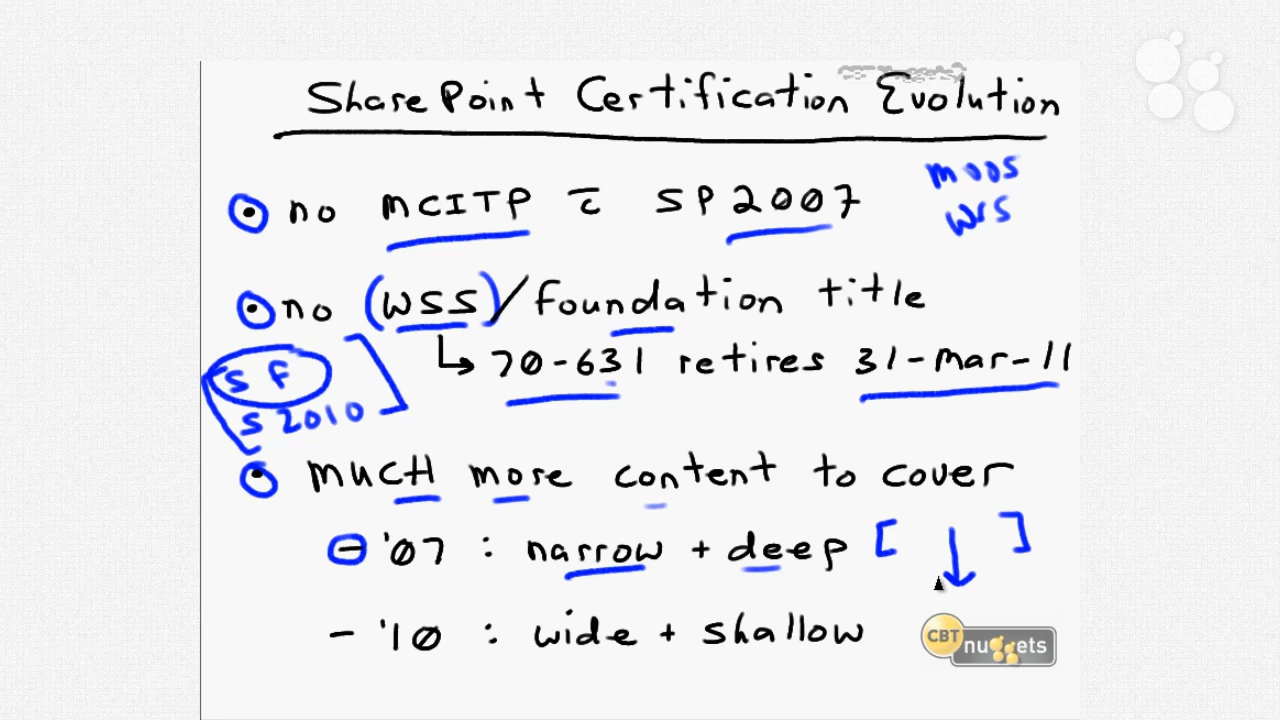 SharePoint Certification Evolution
• no MCITP c̄ SP2007
MOOS
WSS
• no (WSS)/Foundation title
↳ 70-631 retires 31-Mar-11
SF
S2010
• MUCH more content to cover
- '07 : narrow + deep [ ↓ ]
- '10 : wide + shallow
CBT nuggets